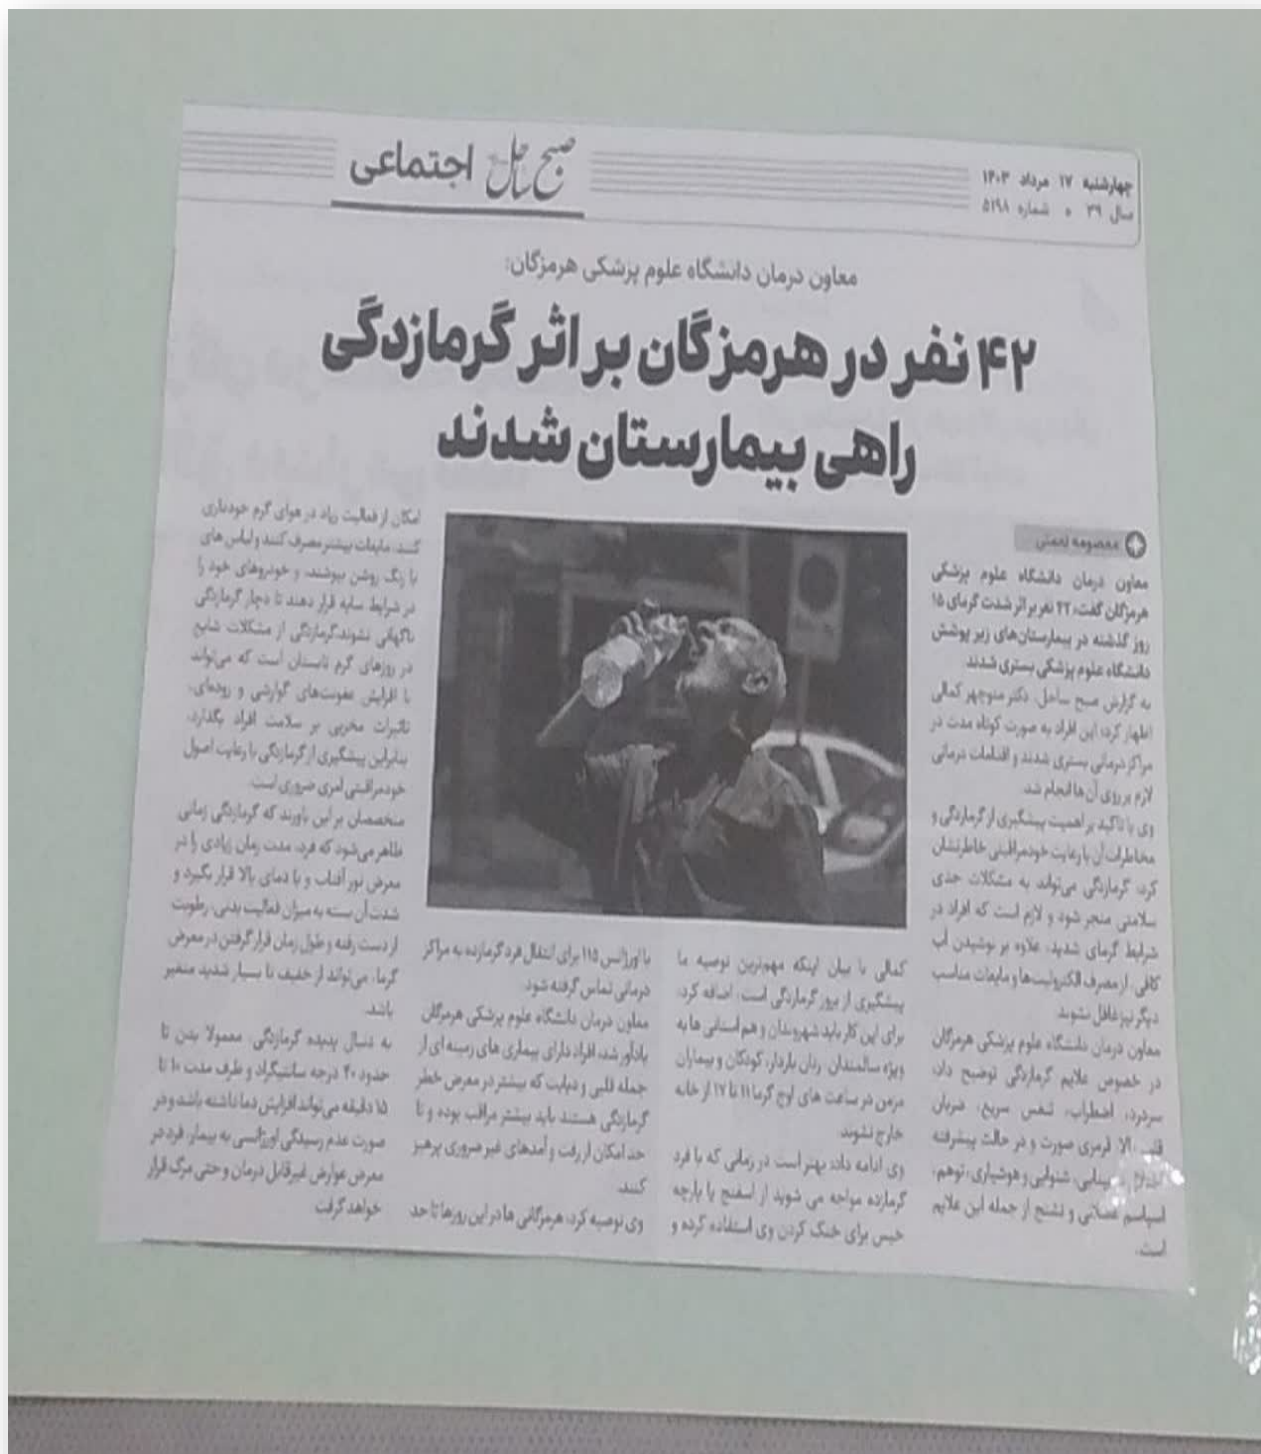 چهارشنبه ۱۷ مرداد ۱۴۰۳
سال ۳۹ • شماره ۵۱۹۸
صبح ساحل اجتماعی
معاون درمان دانشگاه علوم پزشکی هرمزگان:
۴۲ نفر در هرمزگان بر اثر گرمازدگی
راهی بیمارستان شدند
معصومه نعمتی
معاون درمان دانشگاه علوم پزشکی
هرمزگان گفت: ۴۲ نفر بر اثر شدت گرمای ۱۵
روز گذشته در بیمارستان‌های زیر پوشش
دانشگاه علوم پزشکی بستری شدند
به گزارش صبح ساحل، دکتر منوچهر کمالی
اظهار کرد: این افراد به صورت کوتاه مدت در
مراکز درمانی بستری شدند و اقدامات درمانی
لازم بر روی آن ها انجام شد.
وی با تاکید بر اهمیت پیشگیری از گرمازدگی و
مخاطرات آن با رعایت خودمراقبتی خاطرنشان
کرد: گرمازدگی می‌تواند به مشکلات جدی
سلامتی منجر شود و لازم است که افراد در
شرایط گرمای شدید، علاوه بر نوشیدن آب
کافی، از مصرف الکترولیت‌ها و مایعات مناسب
دیگر نیز غافل نشوند.
معاون درمان دانشگاه علوم پزشکی هرمزگان
در خصوص علایم گرمازدگی توضیح داد:
سردرد، اضطراب، تنفس سریع، ضربان
قلب بالا، قرمزی صورت و در حالت پیشرفته
اختلال بینایی، شنوایی و هوشیاری، توهم،
اسپاسم عضلانی و تشنج از جمله این علایم
است.
کمالی با بیان اینکه مهم‌ترین توصیه ما
پیشگیری از بروز گرمازدگی است، اضافه کرد:
برای این کار باید شهروندان و هم استانی ها به
ویژه سالمندان، زنان باردار، کودکان و بیماران
مزمن در ساعت های اوج گرما ۱۱ تا ۱۷ از خانه
خارج نشوند.
وی ادامه داد: بهتر است در زمانی که با فرد
گرمازده مواجه می شوید از اسفنج یا پارچه
خیس برای خنک کردن وی استفاده کرده و
با اورژانس ۱۱۵ برای انتقال فرد گرمازده به مراکز
درمانی تماس گرفته شود.
معاون درمان دانشگاه علوم پزشکی هرمزگان
یادآور شد: افراد دارای بیماری های زمینه ای از
جمله قلبی و دیابت که بیشتر در معرض خطر
گرمازدگی هستند باید بیشتر مراقب بوده و تا
حد امکان از رفت و آمدهای غیر ضروری پرهیز
کنند.
وی توصیه کرد: هرمزگانی ها در این روزها تا حد
امکان از فعالیت زیاد در هوای گرم خودداری
کنند، مایعات بیشتر مصرف کنند و لباس های
با رنگ روشن بپوشند، و خودروهای خود را
در شرایط سایه قرار دهند تا دچار گرمازدگی
ناگهانی نشوند.گرمازدگی از مشکلات شایع
در روزهای گرم تابستان است که می‌تواند
با افزایش عفونت‌های گوارشی و روده‌ای،
تاثیرات مخربی بر سلامت افراد بگذارد،
بنابراین پیشگیری از گرمازدگی با رعایت اصول
خودمراقبتی امری ضروری است.
متخصصان بر این باورند که گرمازدگی زمانی
ظاهر می‌شود که فرد، مدت زمان زیادی را در
معرض نور آفتاب و یا دمای بالا قرار بگیرد و
شدت آن بسته به میزان فعالیت بدنی، رطوبت
از دست رفته و طول زمان قرار گرفتن در معرض
گرما، می‌تواند از خفیف تا بسیار شدید متغیر
باشد.
به دنبال پدیده گرمازدگی، معمولا بدن تا
حدود ۴۰ درجه سانتیگراد و ظرف مدت ۱۰ تا
۱۵ دقیقه می‌تواند افزایش دما داشته باشد و در
صورت عدم رسیدگی اورژانسی به بیمار، فرد در
معرض عوارض غیرقابل درمان و حتی مرگ قرار
خواهد گرفت